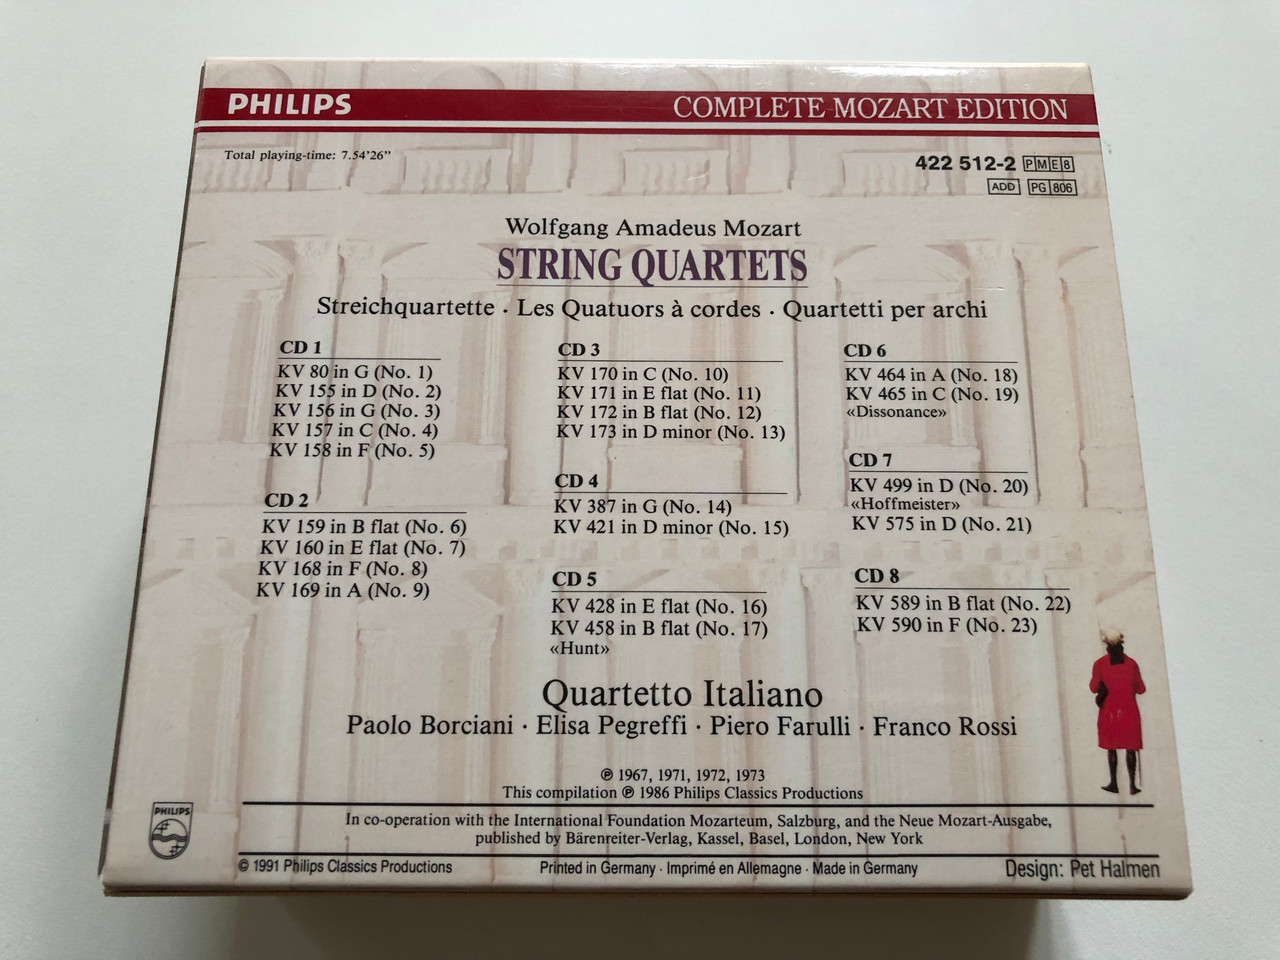 PHILIPS
COMPLETE MOZART EDITION
Total playing-time: 7.54'26”
422 512-2 PME8
ADD PG 806
Wolfgang Amadeus Mozart
STRING QUARTETS
Streichquartette · Les Quatuors à cordes · Quartetti per archi
CD 1
KV 80 in G (No. 1)
KV 155 in D (No. 2)
KV 156 in G (No. 3)
KV 157 in C (No. 4)
KV 158 in F (No. 5)
CD 2
KV 159 in B flat (No. 6)
KV 160 in E flat (No. 7)
KV 168 in F (No. 8)
KV 169 in A (No. 9)
CD 3
KV 170 in C (No. 10)
KV 171 in E flat (No. 11)
KV 172 in B flat (No. 12)
KV 173 in D minor (No. 13)
CD 4
KV 387 in G (No. 14)
KV 421 in D minor (No. 15)
CD 5
KV 428 in E flat (No. 16)
KV 458 in B flat (No. 17)
«Hunt»
CD 6
KV 464 in A (No. 18)
KV 465 in C (No. 19)
«Dissonance»
CD 7
KV 499 in D (No. 20)
«Hoffmeister»
KV 575 in D (No. 21)
CD 8
KV 589 in B flat (No. 22)
KV 590 in F (No. 23)
Quartetto Italiano
Paolo Borciani · Elisa Pegreffi · Piero Farulli · Franco Rossi
℗ 1967, 1971, 1972, 1973
This compilation ℗ 1986 Philips Classics Productions
PHILIPS
In co-operation with the International Foundation Mozarteum, Salzburg, and the Neue Mozart-Ausgabe,
published by Bärenreiter-Verlag, Kassel, Basel, London, New York
© 1991 Philips Classics Productions
Printed in Germany · Imprimé en Allemagne · Made in Germany
Design: Pet Halmen